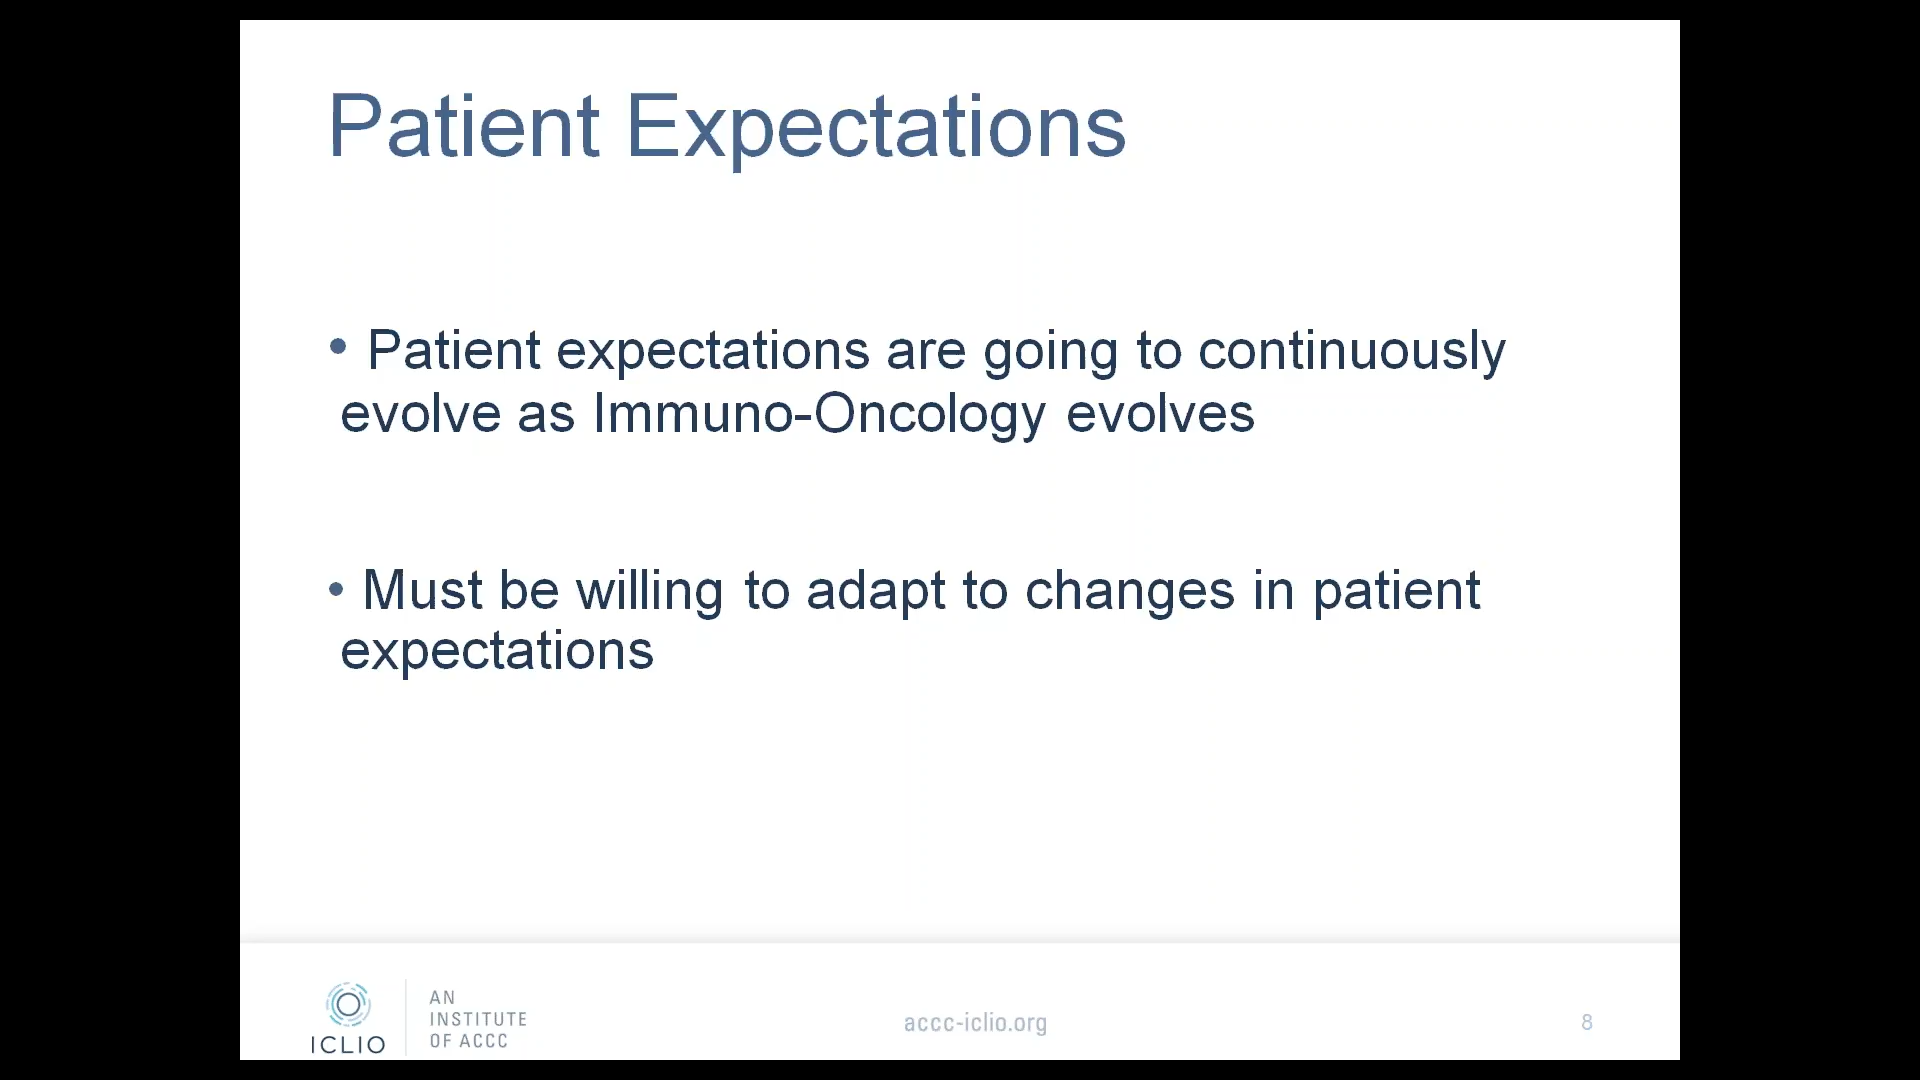 Patient Expectations
• Patient expectations are going to continuously
evolve as Immuno-Oncology evolves
• Must be willing to adapt to changes in patient
expectations
ICLIO
AN
INSTITUTE
OF ACCC
accc-iclio.org
8